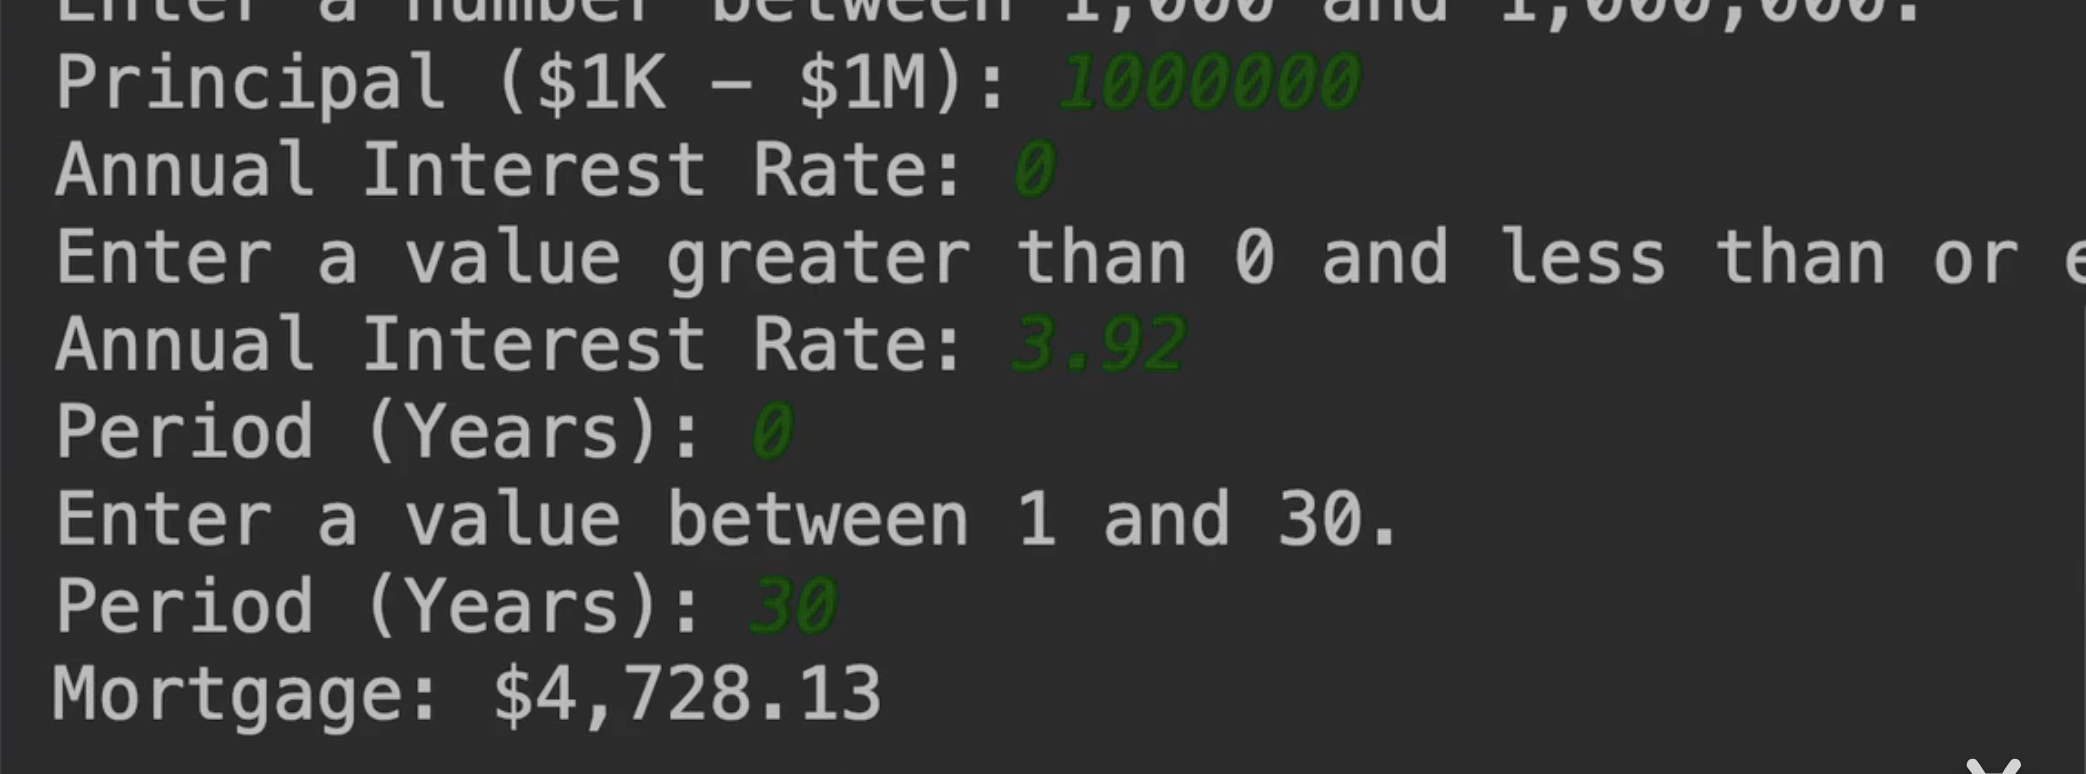 Enter a number between 1,000 and 1,000,000.
Principal ($1K – $1M): 1000000
Annual Interest Rate: 0
Enter a value greater than 0 and less than or
Annual Interest Rate: 3.92
Period (Years): 0
Enter a value between 1 and 30.
Period (Years): 30
Mortgage: $4,728.13